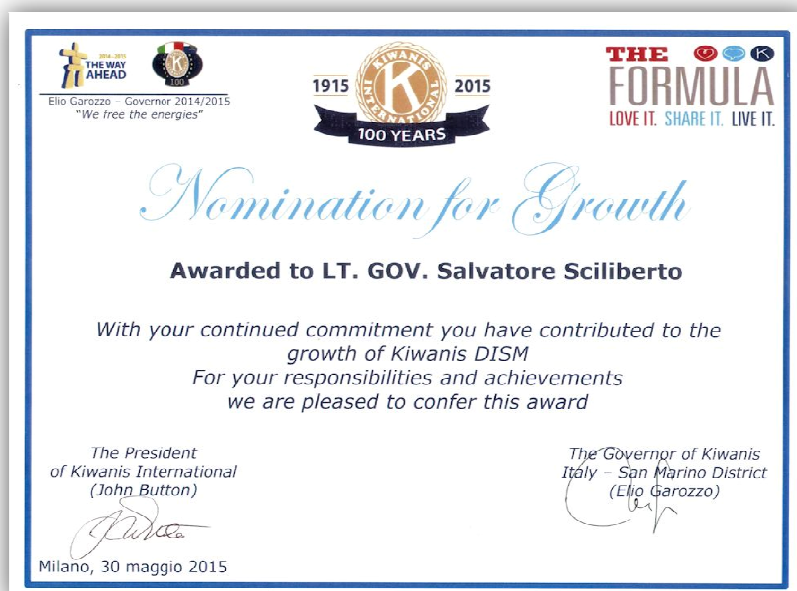 2014-2015
THE WAY
AHEAD
100
Elio Garozzo – Governor 2014/2015
"We free the energies"
1915
KIWANIS
K
INTERNATIONAL
2015
100 YEARS
THE
K
FORMULA
LOVE IT. SHARE IT. LIVE IT.
Nomination for Growth
Awarded to LT. GOV. Salvatore Sciliberto
With your continued commitment you have contributed to the
growth of Kiwanis DISM
For your responsibilities and achievements
we are pleased to confer this award
The President
of Kiwanis International
(John Button)
The Governor of Kiwanis
Italy – San Marino District
(Elio Garozzo)
Milano, 30 maggio 2015